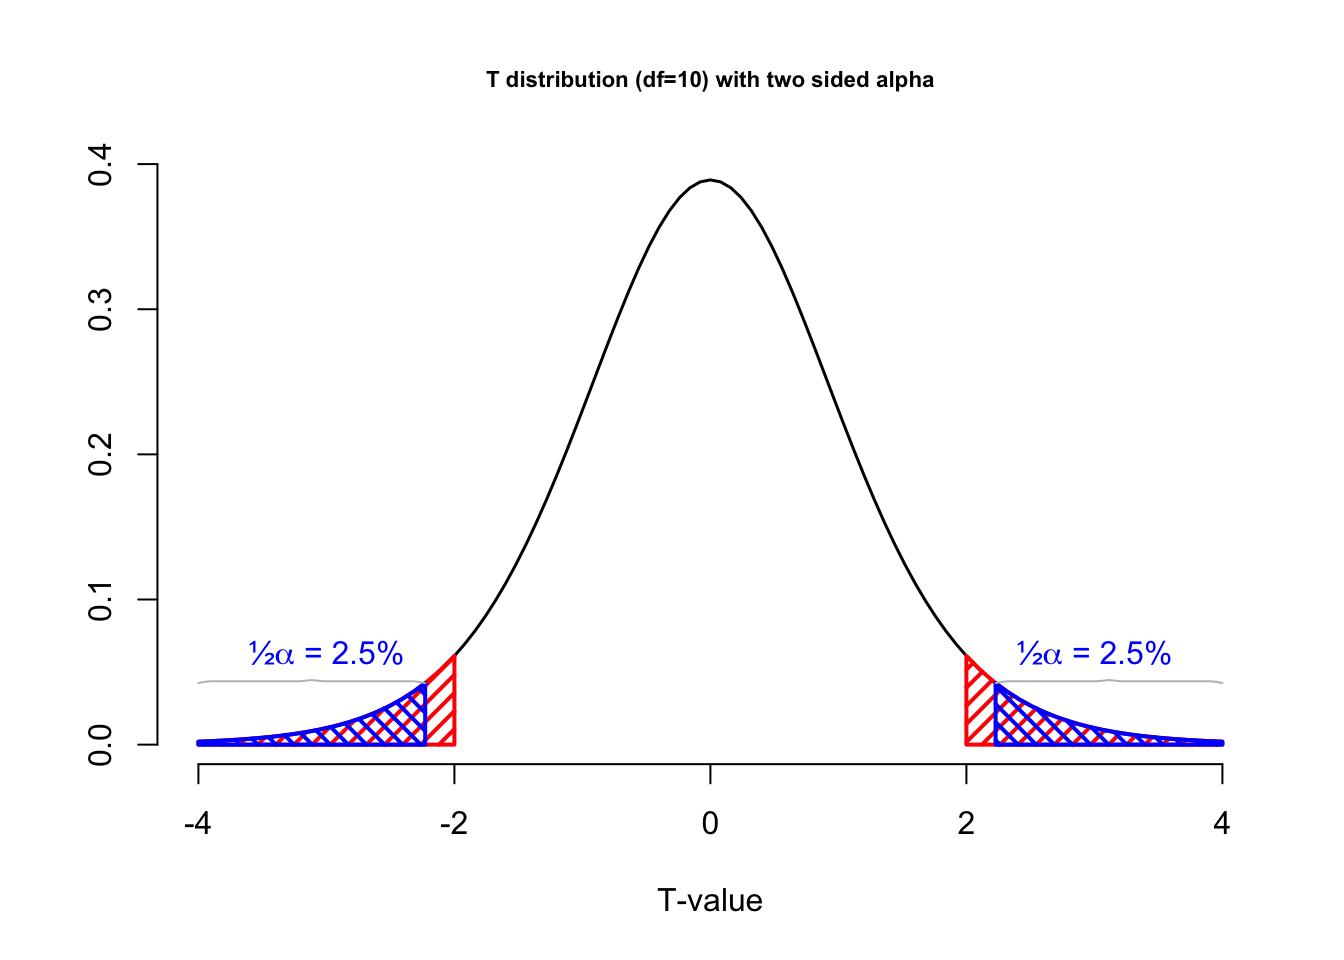 T distribution (df=10) with two sided alpha
0.4
0.3
0.2
0.1
0.0
½α = 2.5%
½α = 2.5%
-4
-2
0
2
4
T-value